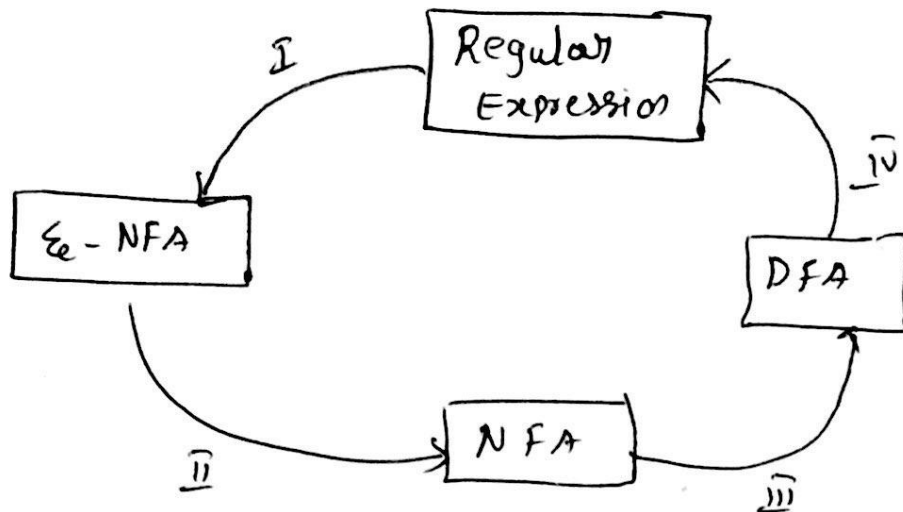 I
Regular
Expression
IV
ε - NFA
DFA
NFA
II
III